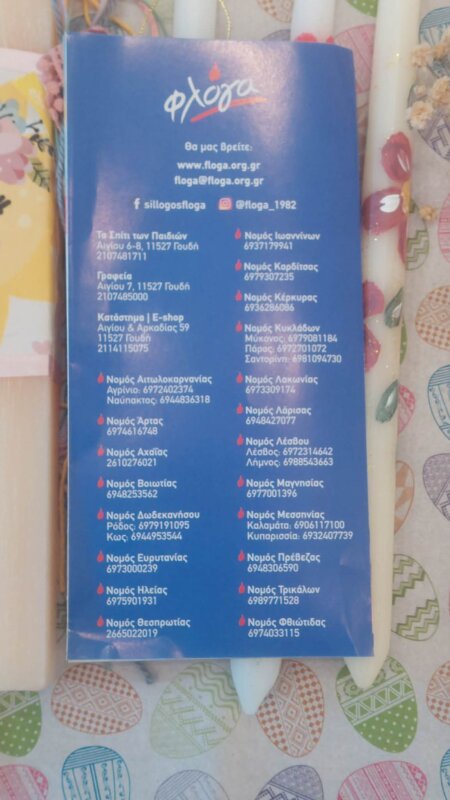 φλόγα
Θα μας βρείτε:
www.floga.org.gr
floga@floga.org.gr
sillogosfloga @floga_1982
Το Σπίτι των Παιδιών
Αιγίου 6-8, 11527 Γουδή
2107481711
Γραφεία
Αιγίου 7, 11527 Γουδή
2107485000
Κατάστημα | E-shop
Αιγίου & Αρκαδίας 59
11527 Γουδή
2114115075
Νομός Αιτωλοκαρνανίας
Αγρίνιο: 6972402374
Ναύπακτος: 6944836318
Νομός Άρτας
6974616748
Νομός Αχαΐας
2610276021
Νομός Βοιωτίας
6948253562
Νομός Δωδεκανήσου
Ρόδος: 6979191095
Κως: 6944953544
Νομός Ευρυτανίας
6973000239
Νομός Ηλείας
6975901931
Νομός Θεσπρωτίας
2665022019
Νομός Ιωαννίνων
6937179941
Νομός Καρδίτσας
6979307235
Νομός Κέρκυρας
6936286086
Νομός Κυκλάδων
Μύκονος: 6979081184
Πάρος: 6972701072
Σαντορίνη: 6981094730
Νομός Λακωνίας
6973309174
Νομός Λάρισας
6948427077
Νομός Λέσβου
Λέσβος: 6972314642
Λήμνος: 6988543663
Νομός Μαγνησίας
6977001396
Νομός Μεσσηνίας
Καλαμάτα: 6906117100
Κυπαρισσία: 6932407739
Νομός Πρέβεζας
6948306590
Νομός Τρικάλων
6989771528
Νομός Φθιώτιδας
6974033115